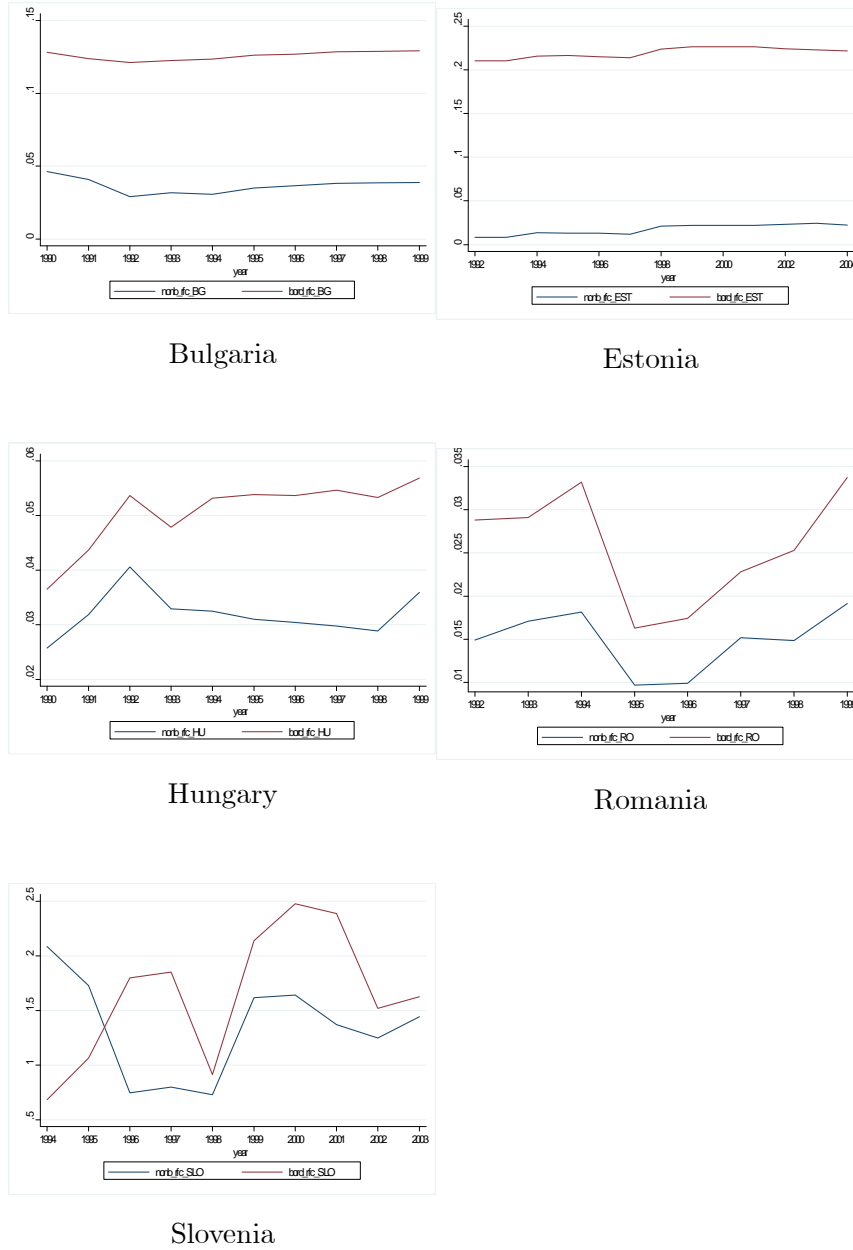 .15
.1
.05
0
1990 1991 1992 1993 1994 1995 1996 1997 1998 1999
year
nonb_rfc_BG bord_rfc_BG
Bulgaria
.25
.2
.15
.1
.05
0
1992 1994 1996 1998 2000 2002 2004
year
nonb_rfc_EST bord_rfc_EST
Estonia
.06
.05
.04
.03
.02
1990 1991 1992 1993 1994 1995 1996 1997 1998 1999
year
nonb_rfc_HU bord_rfc_HU
Hungary
.035
.03
.025
.02
.015
.01
1992 1993 1994 1995 1996 1997 1998 199
year
nonb_rfc_RO bord_rfc_RO
Romania
2.5
2
1.5
1
.5
1994 1995 1996 1997 1998 1999 2000 2001 2002 2003
year
nonb_rfc_SLO bord_rfc_SLO
Slovenia